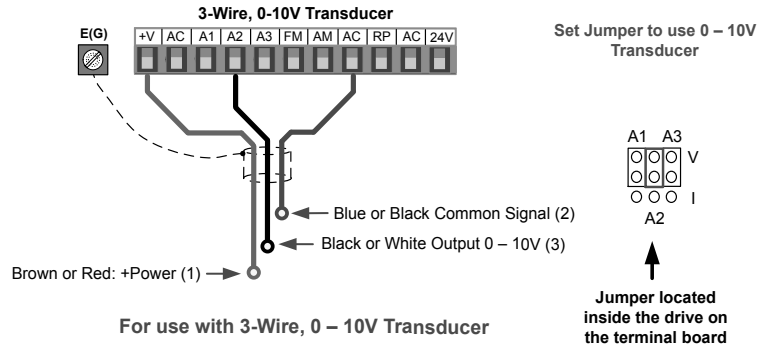 3-Wire, 0-10V Transducer
E(G)
+V AC A1 A2 A3 FM AM AC RP AC 24V
Set Jumper to use 0 – 10V
Transducer
A1 A3
V
I
A2
Blue or Black Common Signal (2)
Black or White Output 0 – 10V (3)
Brown or Red: +Power (1)
Jumper located
inside the drive on
the terminal board
For use with 3-Wire, 0 – 10V Transducer